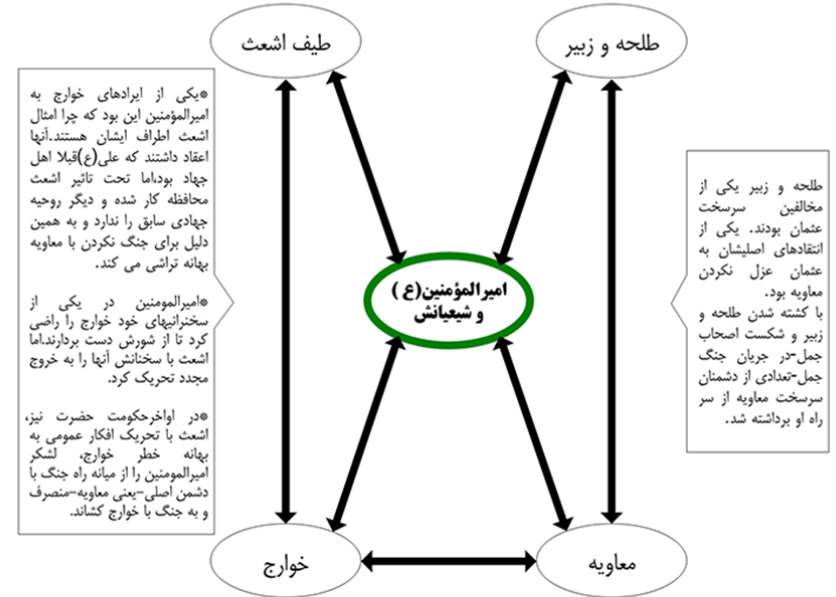 طلحه و زبیر
طیف اشعث
طلحه و زبیر یکی از
مخالفین سرسخت
عثمان بودند. یکی از
انتقادهای اصلیشان به
عثمان عزل نکردن
معاویه بود.
با کشته شدن طلحه و
زبیر و شکست اصحاب
جمل-در جریان جنگ
جمل-تعدادی از دشمنان
سرسخت معاویه از سر
راه او برداشته شد.
امیرالمؤمنین(ع)
و شیعیانش
*یکی از ایرادهای خوارج به
امیرالمؤمنین این بود که چرا امثال
اشعث اطراف ایشان هستند.آنها
اعقاد داشتند که علی(ع)قبلا اهل
جهاد بود،اما تحت تاثیر اشعث
محافظه کار شده و دیگر روحیه
جهادی سابق را ندارد و به همین
دلیل برای جنگ نکردن با معاویه
بهانه تراشی می کند.
*امیرالمومنین در یکی از
سخنرانیهای خود خوارج را راضی
کرد تا از شورش دست بردارند.اما
اشعث با سخنانش آنها را به خروج
مجدد تحریک کرد.
*در اواخرحکومت حضرت نیز،
اشعث با تحریک افکار عمومی به
بهانه خطر خوارج، لشکر
امیرالمومنین را از میانه راه جنگ با
دشمن اصلی-یعنی معاویه-منصرف
و به جنگ با خوارج کشاند.
معاویه
خوارج